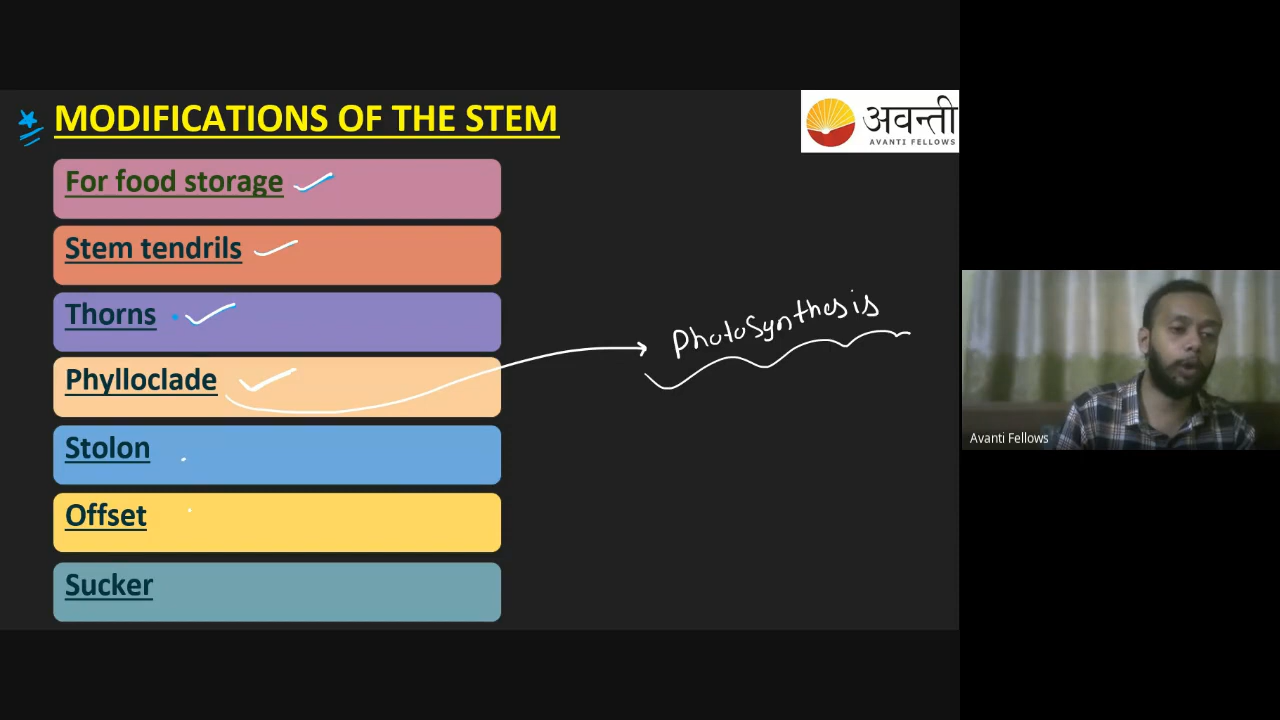 MODIFICATIONS OF THE STEM
अवन्ती
AVANTI FELLOWS
For food storage
Stem tendrils
Thorns
Photosynthesis
Phylloclade
Stolon
Offset
Sucker
Avanti Fellows